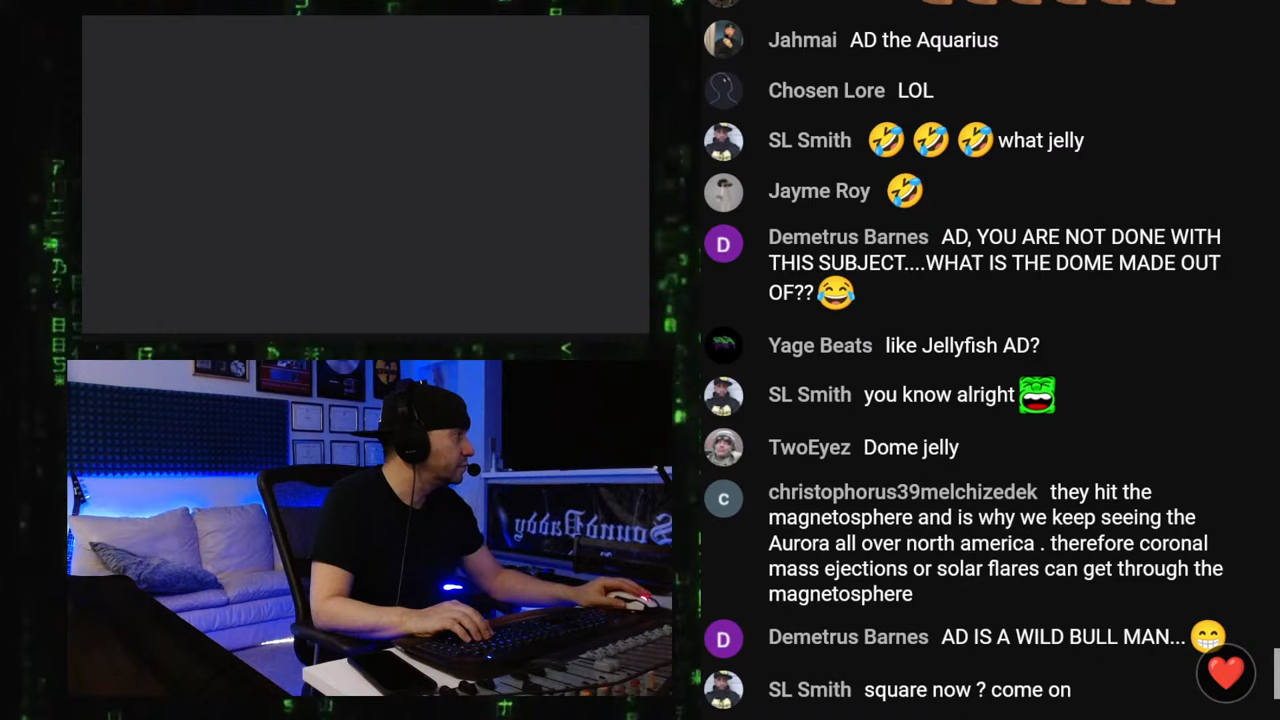 Jahmai AD the Aquarius
Chosen Lore LOL
SL Smith 🤣 🤣 🤣 what jelly
Jayme Roy 🤣
Demetrus Barnes AD, YOU ARE NOT DONE WITH
THIS SUBJECT....WHAT IS THE DOME MADE OUT
OF??😂
Yage Beats like Jellyfish AD?
SL Smith you know alright
TwoEyez Dome jelly
christophorus39melchizedek they hit the
magnetosphere and is why we keep seeing the
Aurora all over north america . therefore coronal
mass ejections or solar flares can get through the
magnetosphere
Demetrus Barnes AD IS A WILD BULL MAN...😁
SL Smith square now ? come on
D
D
c
SoundDaddy